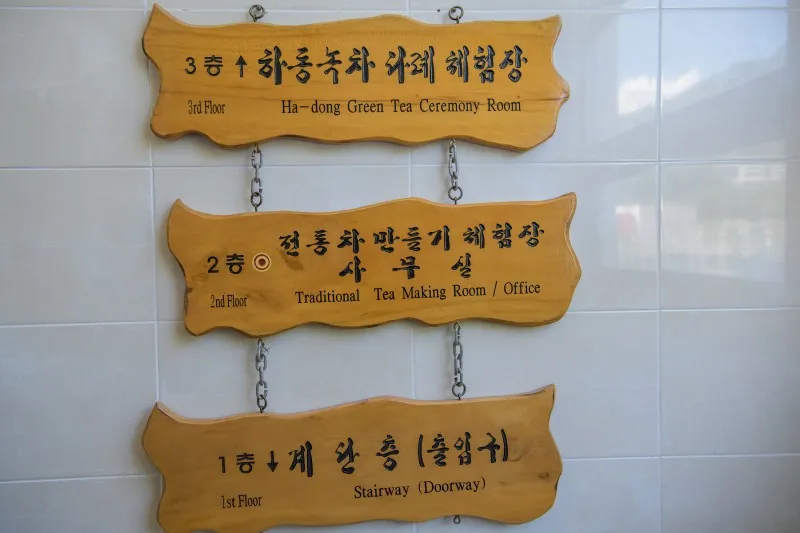 3층 ↑ 하동녹차 다례 체험장
3rd Floor Ha-dong Green Tea Ceremony Room
2층 전통차 만들기 체험장
사무실
2nd Floor Traditional Tea Making Room / Office
1층 ↓ 계단층 (출입구)
1st Floor Stairway (Doorway)